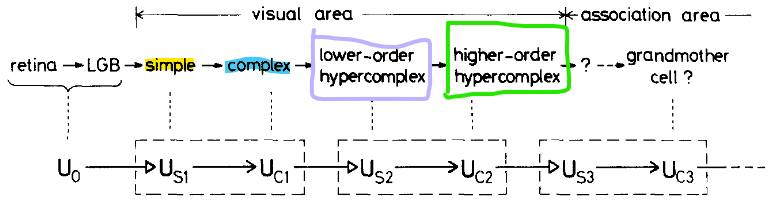 visual area
association area
retina → LGB → simple → complex → lower-order hypercomplex → higher-order hypercomplex → ? --→ grandmother cell ?
U0 → US1 → UC1 → US2 → UC2 → US3 → UC3